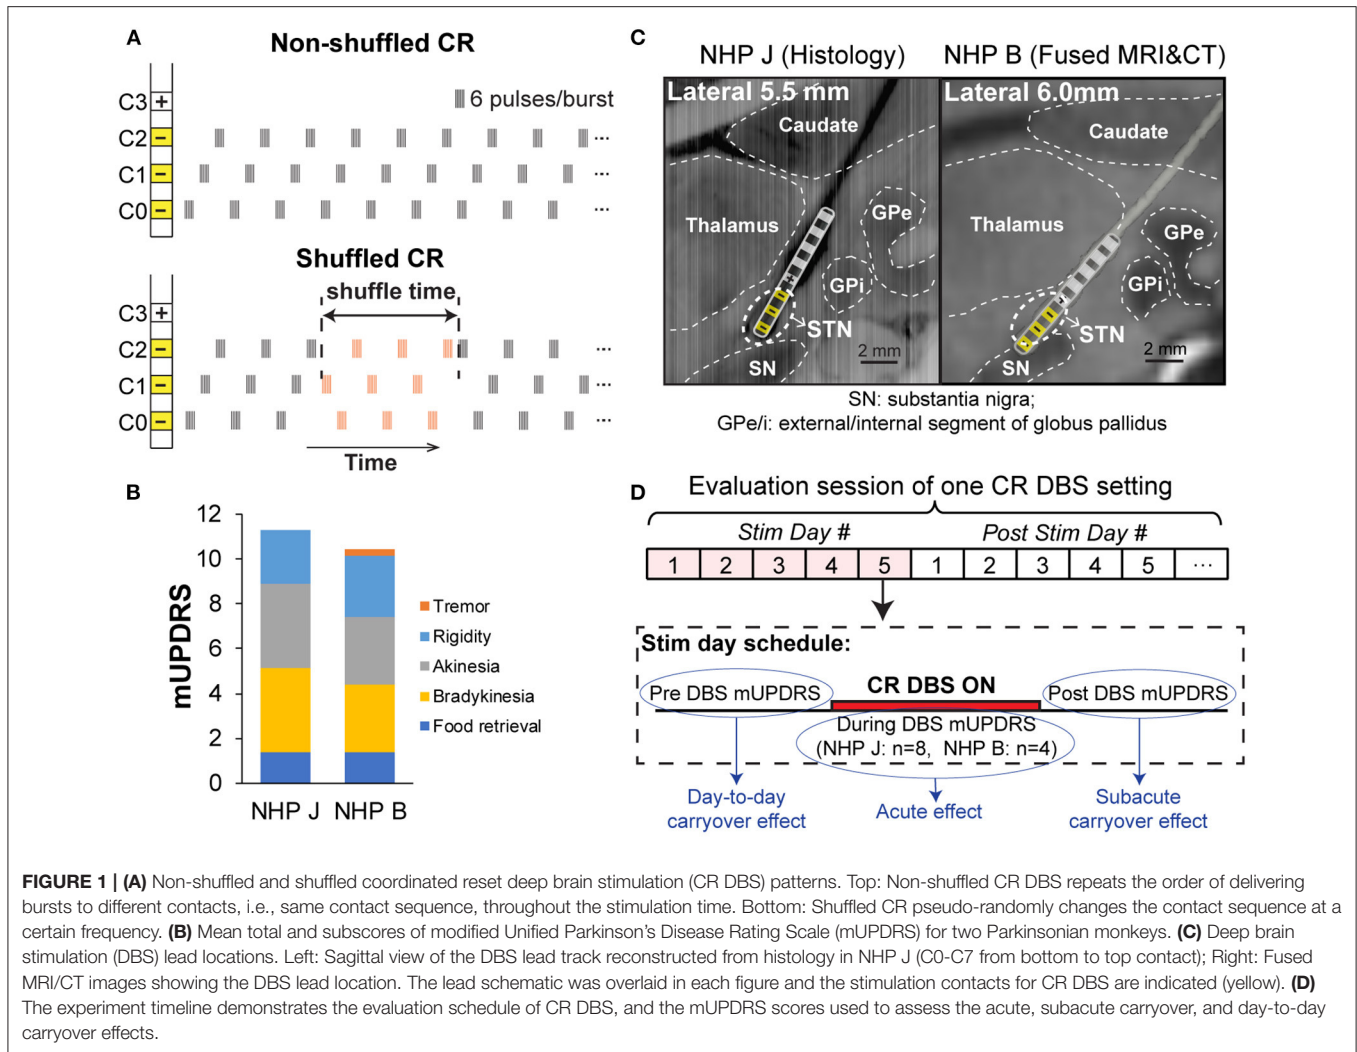 A
Non-shuffled CR
C3 +
6 pulses/burst
C2 - ...
C1 - ...
C0 - ...
Shuffled CR
shuffle time
C3 +
C2 - ...
C1 - ...
C0 - ...
Time
B
mUPDRS
12
10
8
6
4
2
0
NHP J NHP B
Tremor
Rigidity
Akinesia
Bradykinesia
Food retrieval
C
NHP J (Histology)
Lateral 5.5 mm
Caudate
Thalamus
GPe
GPi
+
STN
SN
2 mm
NHP B (Fused MRI&CT)
Lateral 6.0mm
Caudate
Thalamus
GPe
GPi
+
STN
SN
2 mm
SN: substantia nigra;
GPe/i: external/internal segment of globus pallidus
D
Evaluation session of one CR DBS setting
Stim Day # Post Stim Day #
1 2 3 4 5 1 2 3 4 5 ...
Stim day schedule:
Pre DBS mUPDRS CR DBS ON Post DBS mUPDRS
During DBS mUPDRS
(NHP J: n=8, NHP B: n=4)
Day-to-day
carryover effect
Acute effect
Subacute
carryover effect
FIGURE 1 | (A) Non-shuffled and shuffled coordinated reset deep brain stimulation (CR DBS) patterns. Top: Non-shuffled CR DBS repeats the order of delivering
bursts to different contacts, i.e., same contact sequence, throughout the stimulation time. Bottom: Shuffled CR pseudo-randomly changes the contact sequence at a
certain frequency. (B) Mean total and subscores of modified Unified Parkinson's Disease Rating Scale (mUPDRS) for two Parkinsonian monkeys. (C) Deep brain
stimulation (DBS) lead locations. Left: Sagittal view of the DBS lead track reconstructed from histology in NHP J (C0-C7 from bottom to top contact); Right: Fused
MRI/CT images showing the DBS lead location. The lead schematic was overlaid in each figure and the stimulation contacts for CR DBS are indicated (yellow). (D)
The experiment timeline demonstrates the evaluation schedule of CR DBS, and the mUPDRS scores used to assess the acute, subacute carryover, and day-to-day
carryover effects.